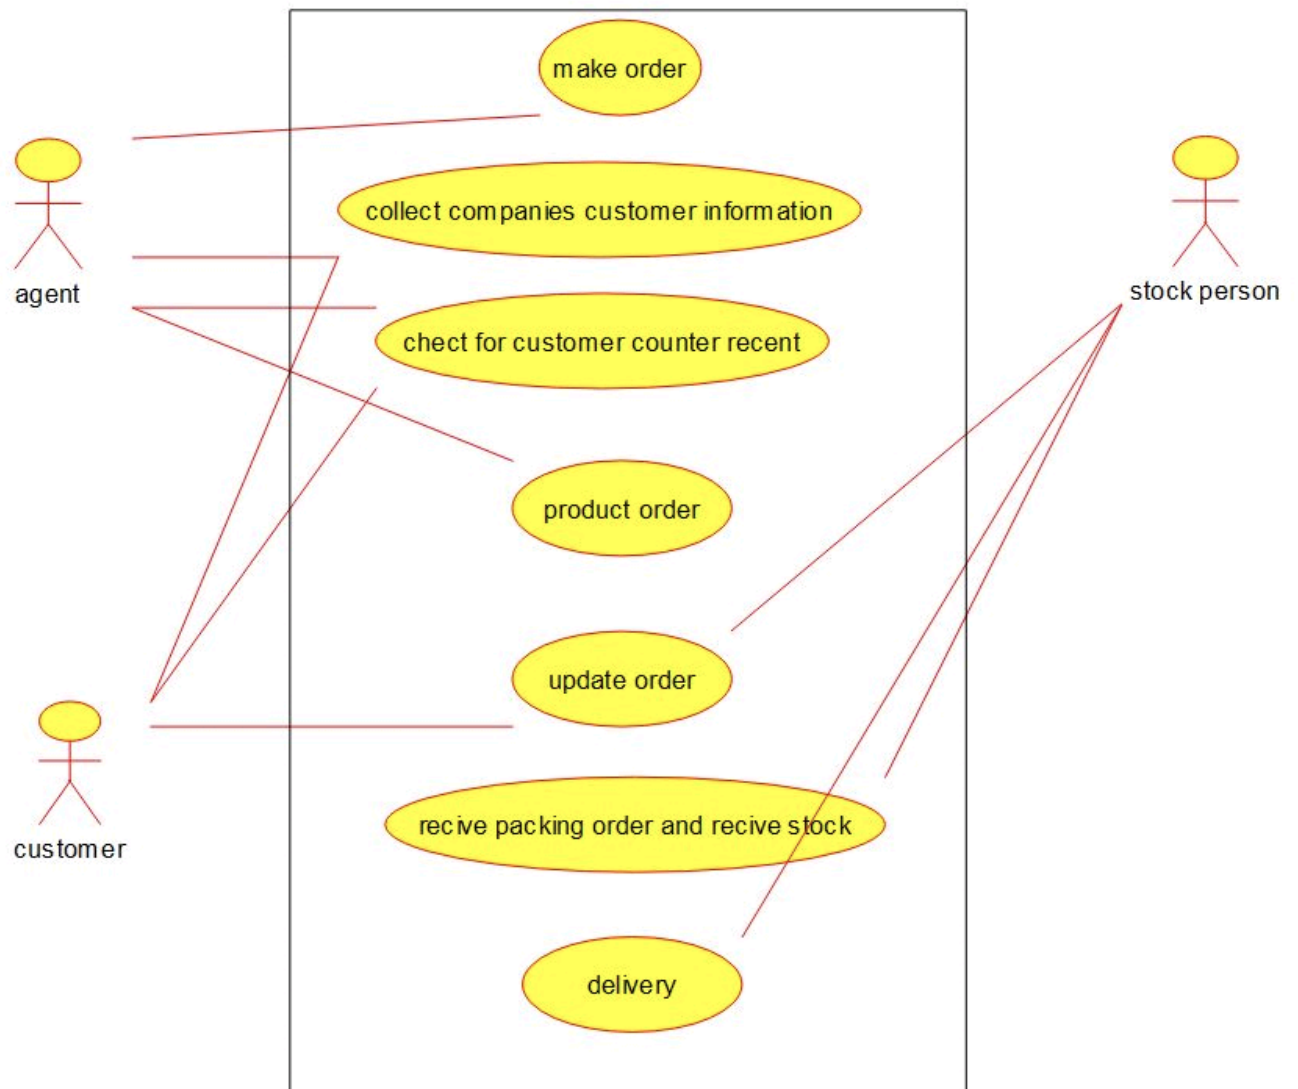 make order
collect companies customer information
agent
stock person
chect for customer counter recent
product order
update order
recive packing order and recive stock
customer
delivery